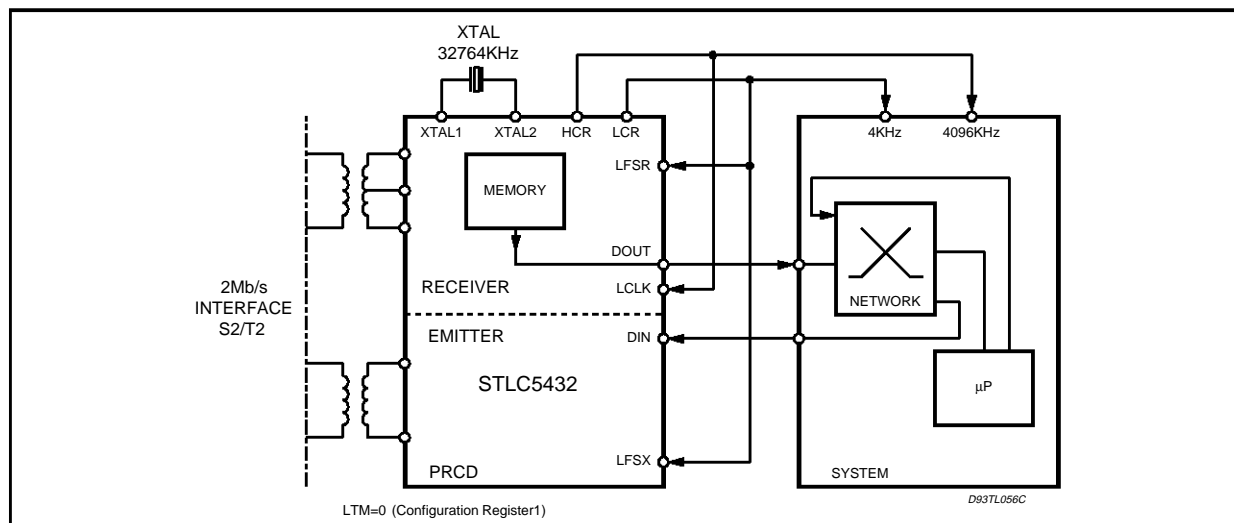 XTAL
32764KHz
XTAL1
XTAL2
HCR
LCR
4KHz
4096KHz
LFSR
MEMORY
DOUT
RECEIVER
LCLK
NETWORK
2Mb/s
INTERFACE
S2/T2
EMITTER
DIN
STLC5432
µP
LFSX
PRCD
SYSTEM
D93TL056C
LTM=0 (Configuration Register1)